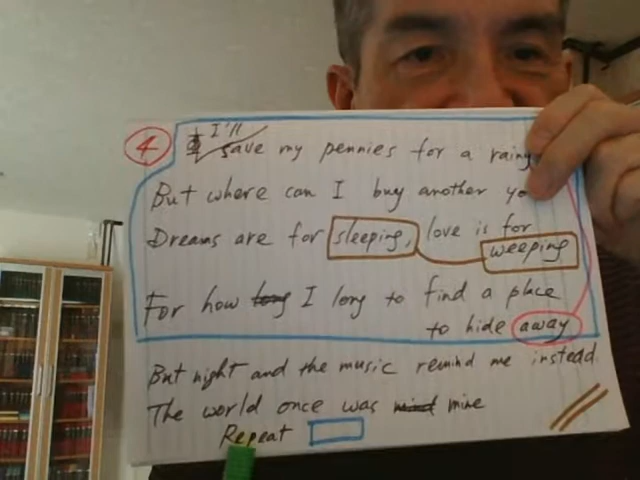 4
I'll
save my pennies for a rainy
But where can I buy another
Dreams are for sleeping, love is for
weeping
For how long I long to find a place
to hide away
But night and the music remind me instead
The world once was mind mine
Repeat